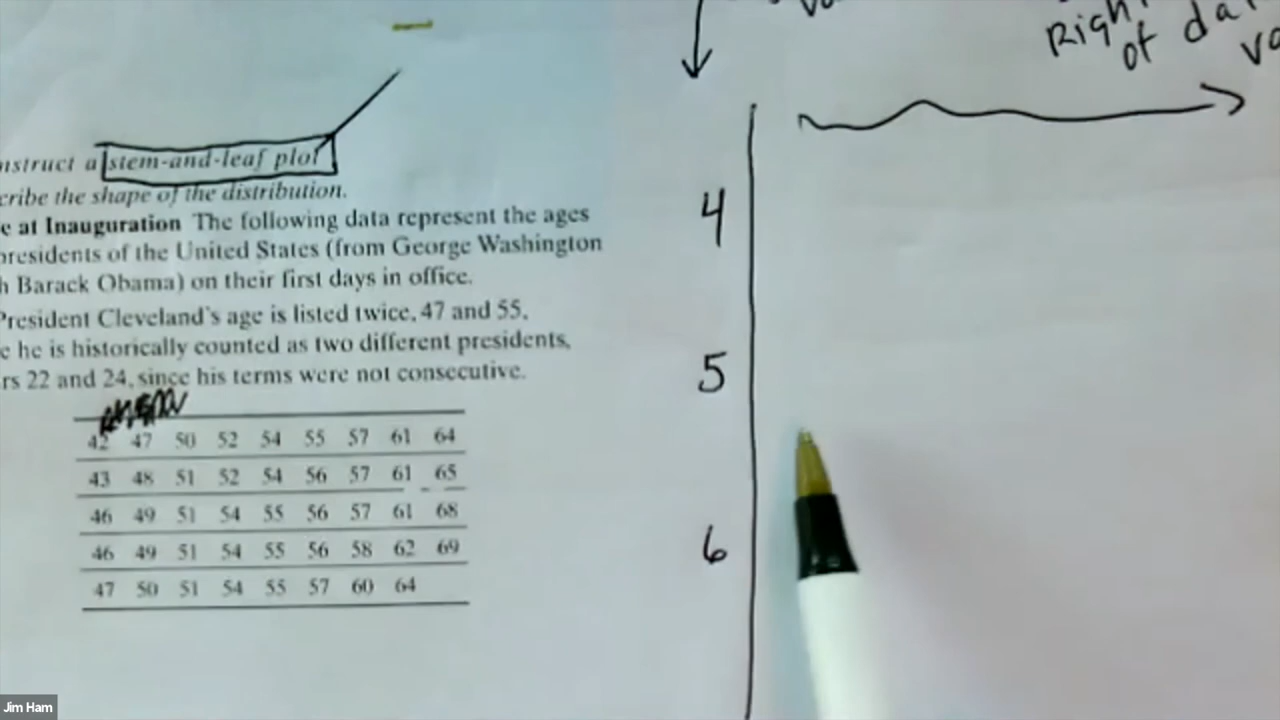 nstruct a stem-and-leaf plot
cribe the shape of the distribution.
e at Inauguration The following data represent the ages
presidents of the United States (from George Washington
h Barack Obama) on their first days in office.
President Cleveland's age is listed twice, 47 and 55,
e he is historically counted as two different presidents,
rs 22 and 24, since his terms were not consecutive.
42 47 50 52 54 55 57 61 64
43 48 51 52 54 56 57 61 65
46 49 51 54 55 56 57 61 68
46 49 51 54 55 56 58 62 69
47 50 51 54 55 57 60 64
Right
of da
4
5
6
Jim Ham